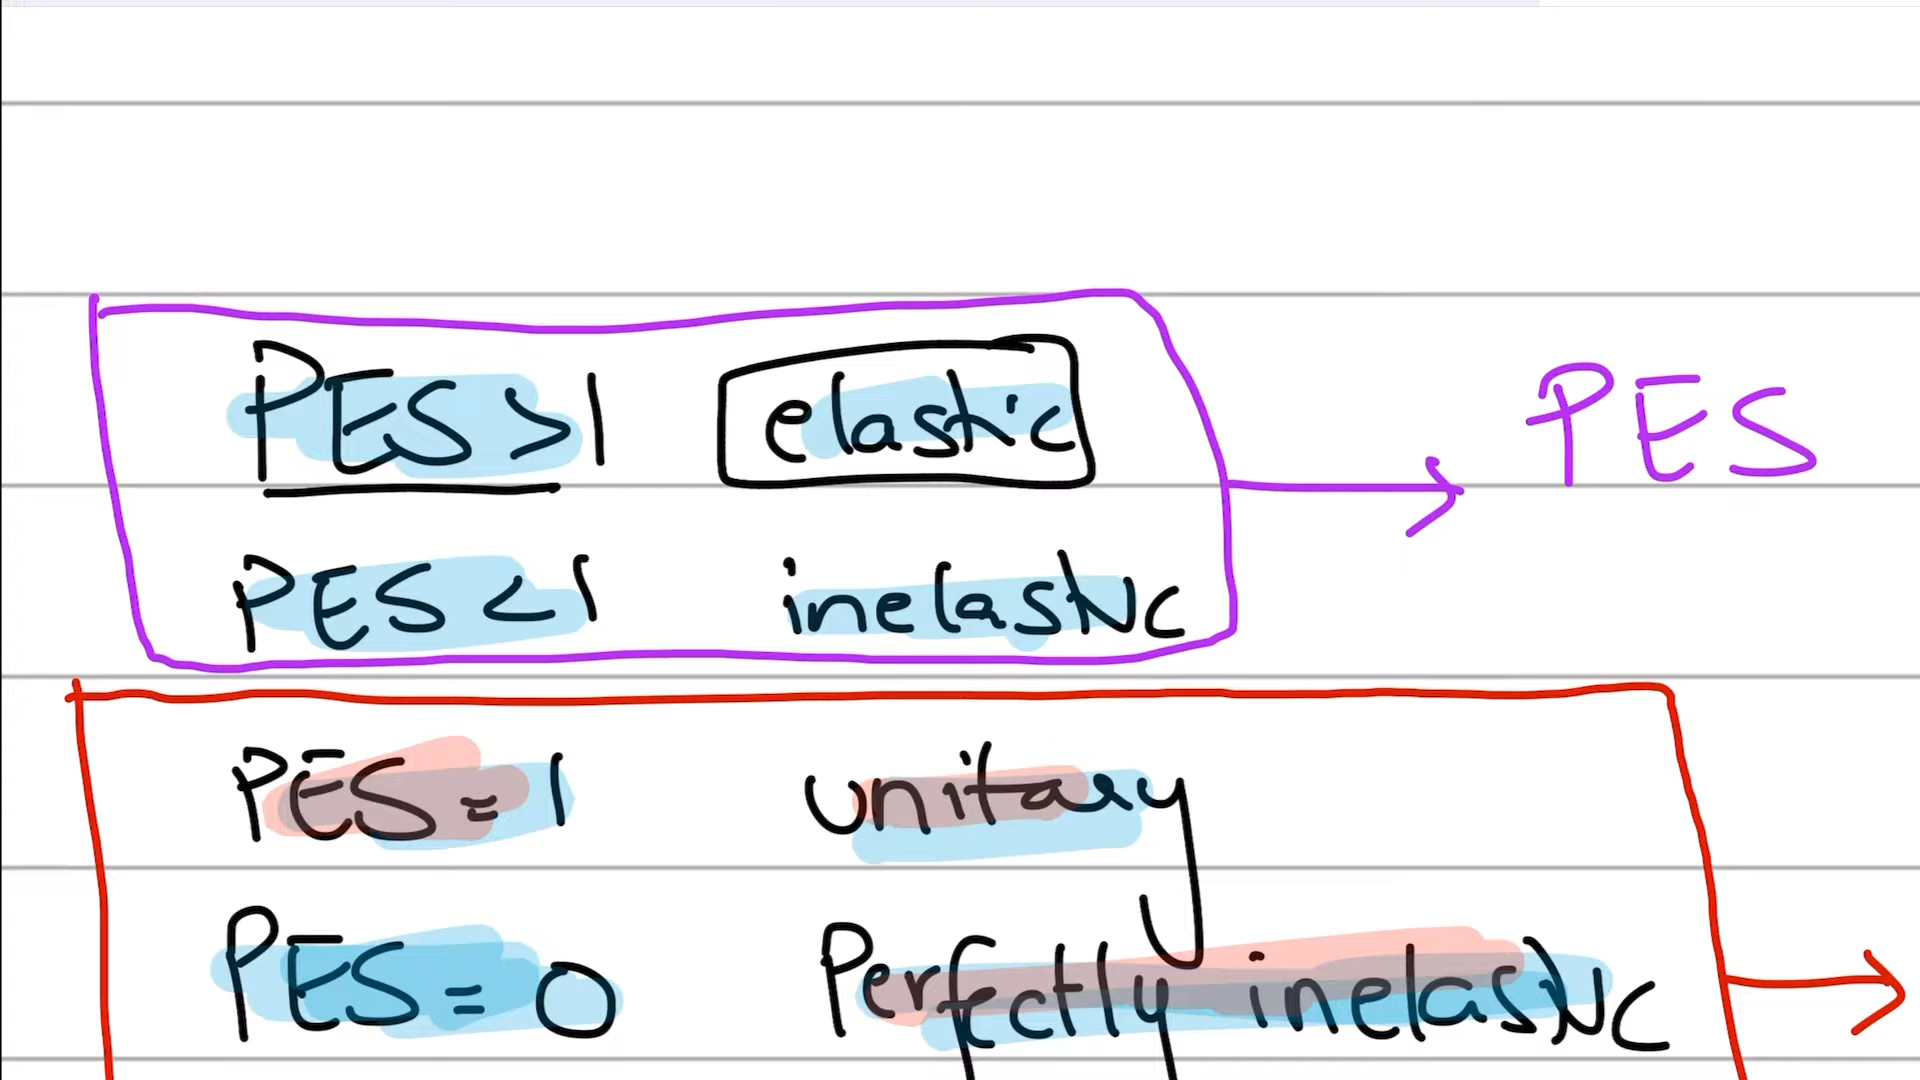 PES >1 elastic
PES
PES <1 inelastic
PES = 1 unitary
PES = 0 Perfectly inelastic